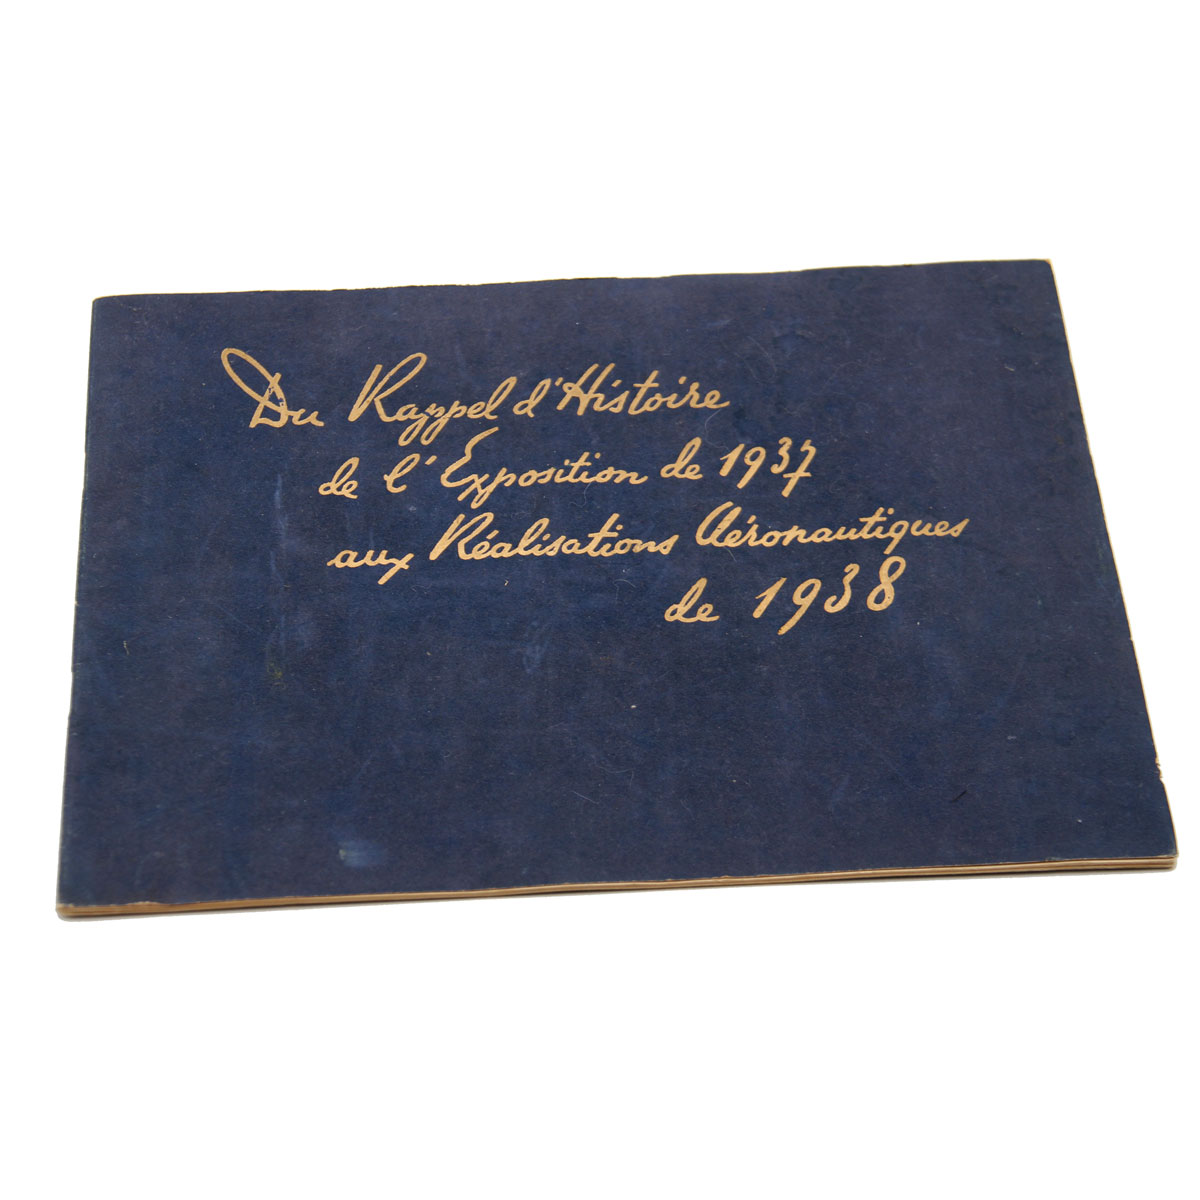 Du Rappel d'Histoire
de l'Exposition de 1937
aux Réalisations Aéronautiques
de 1938